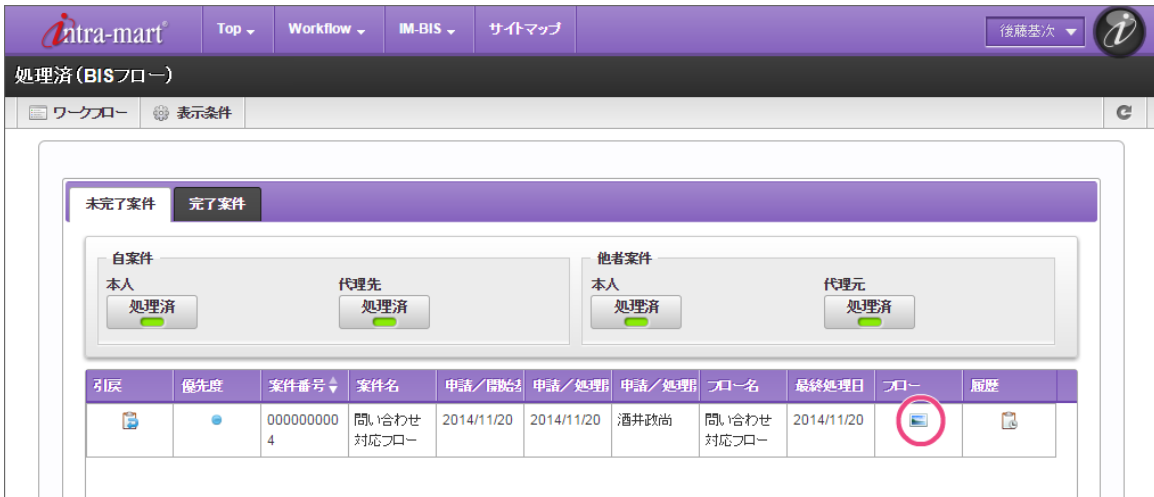 intra-mart Top Workflow IM-BIS サイトマップ 後藤基次
処理済(BISフロー)
ワークフロー 表示条件
未完了案件 完了案件
自案件 他者案件
本人 代理先 本人 代理元
処理済 処理済 処理済 処理済
引戻 優先度 案件番号 案件名 申請/開始 申請/処理 申請/処理 フロー名 最終処理日 フロー 履歴
000000000 問い合わせ 2014/11/20 2014/11/20 酒井政尚 問い合わせ 2014/11/20
4 対応フロー 対応フロー